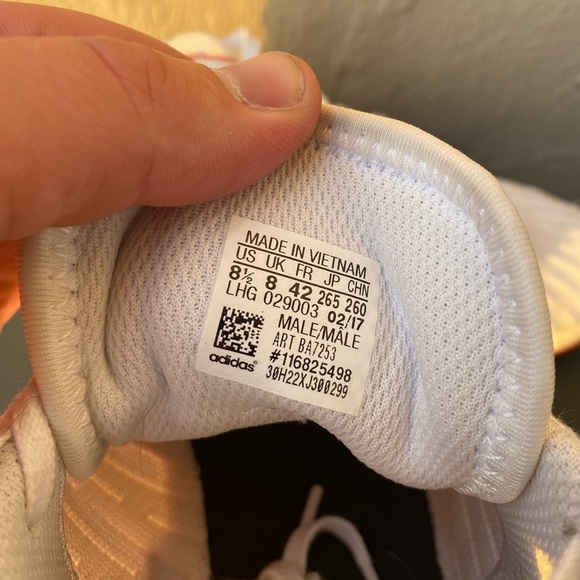 MADE IN VIETNAM
US UK FR JP CHN
8½ 8 42 265 260
LHG 029003 02/17
MALE/MÂLE
ART BA7253
#116825498
30H22XJ300299
adidas